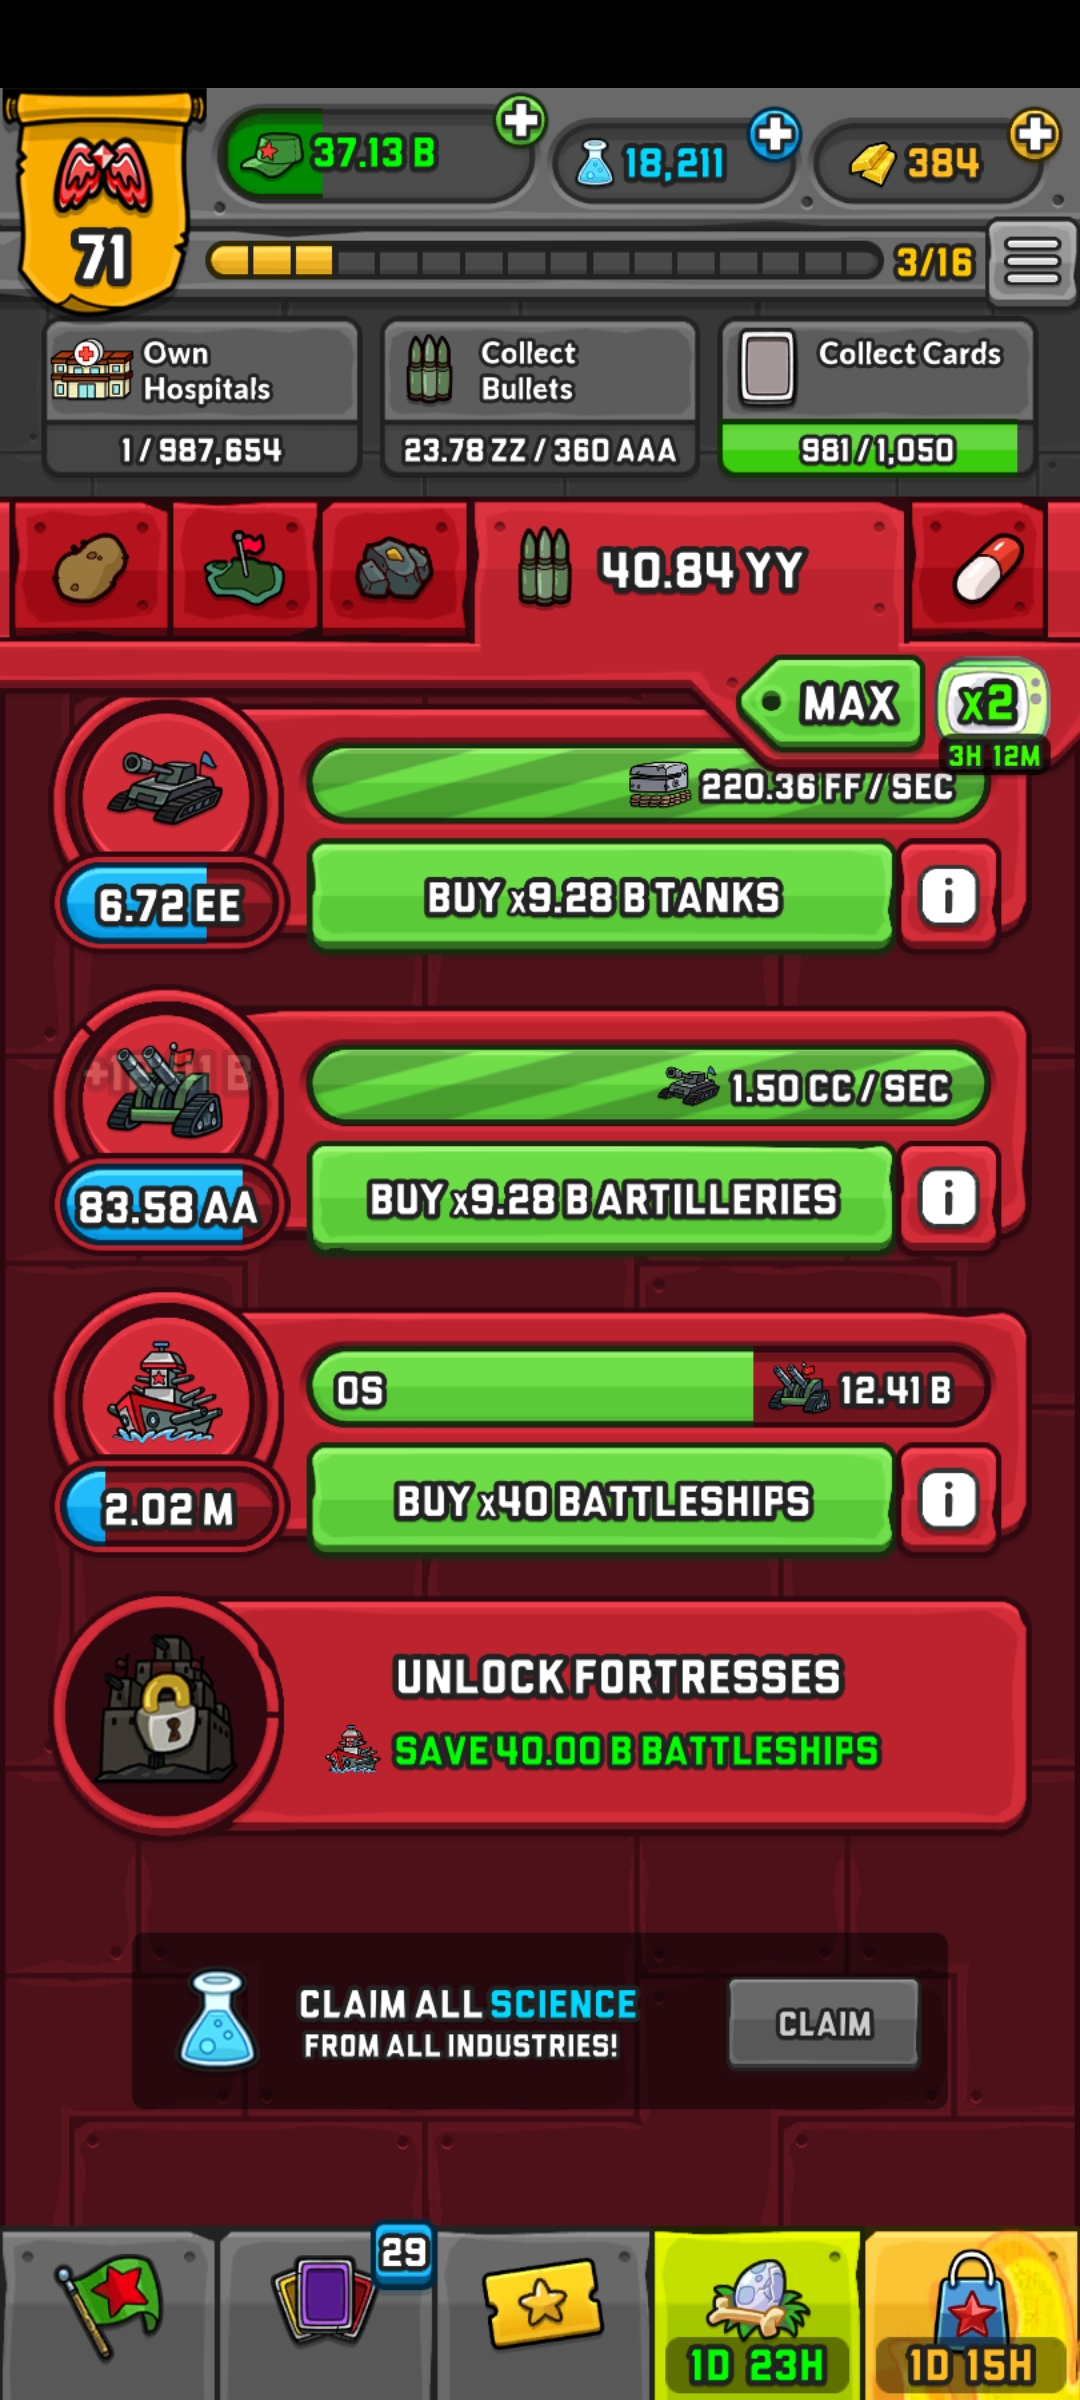 71
37.13 B
18,211
384
3/16
Own
Hospitals
1/987,654
Collect
Bullets
23.78 ZZ/360 AAA
Collect Cards
981/1,050
40.84 YY
MAX
x2
3H 12M
220.36 FF/SEC
6.72 EE
BUY x9.28 B TANKS
i
1.50 CC/SEC
83.58 AA
BUY x9.28 B ARTILLERIES
i
0S
12.41 B
2.02 M
BUY x40 BATTLESHIPS
i
UNLOCK FORTRESSES
SAVE 40.00 B BATTLESHIPS
CLAIM ALL SCIENCE
FROM ALL INDUSTRIES!
CLAIM
29
1D 23H
1D 15H